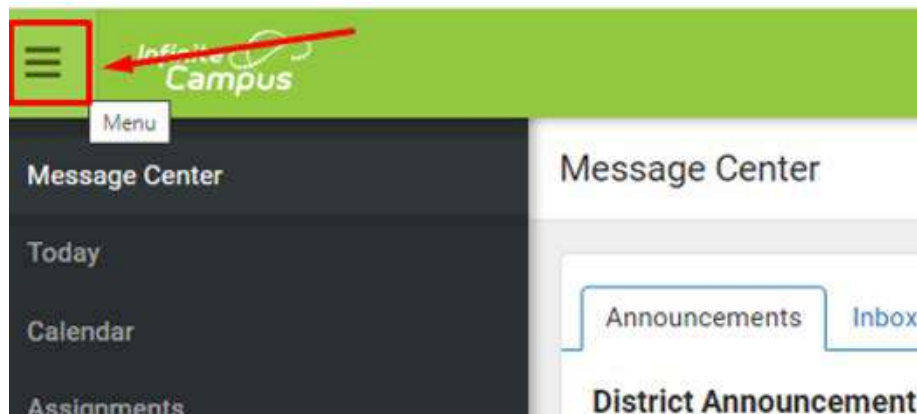 Infinite
Campus
Menu
Message Center
Today
Calendar
Assignments
Message Center
Announcements Inbox
District Announcement